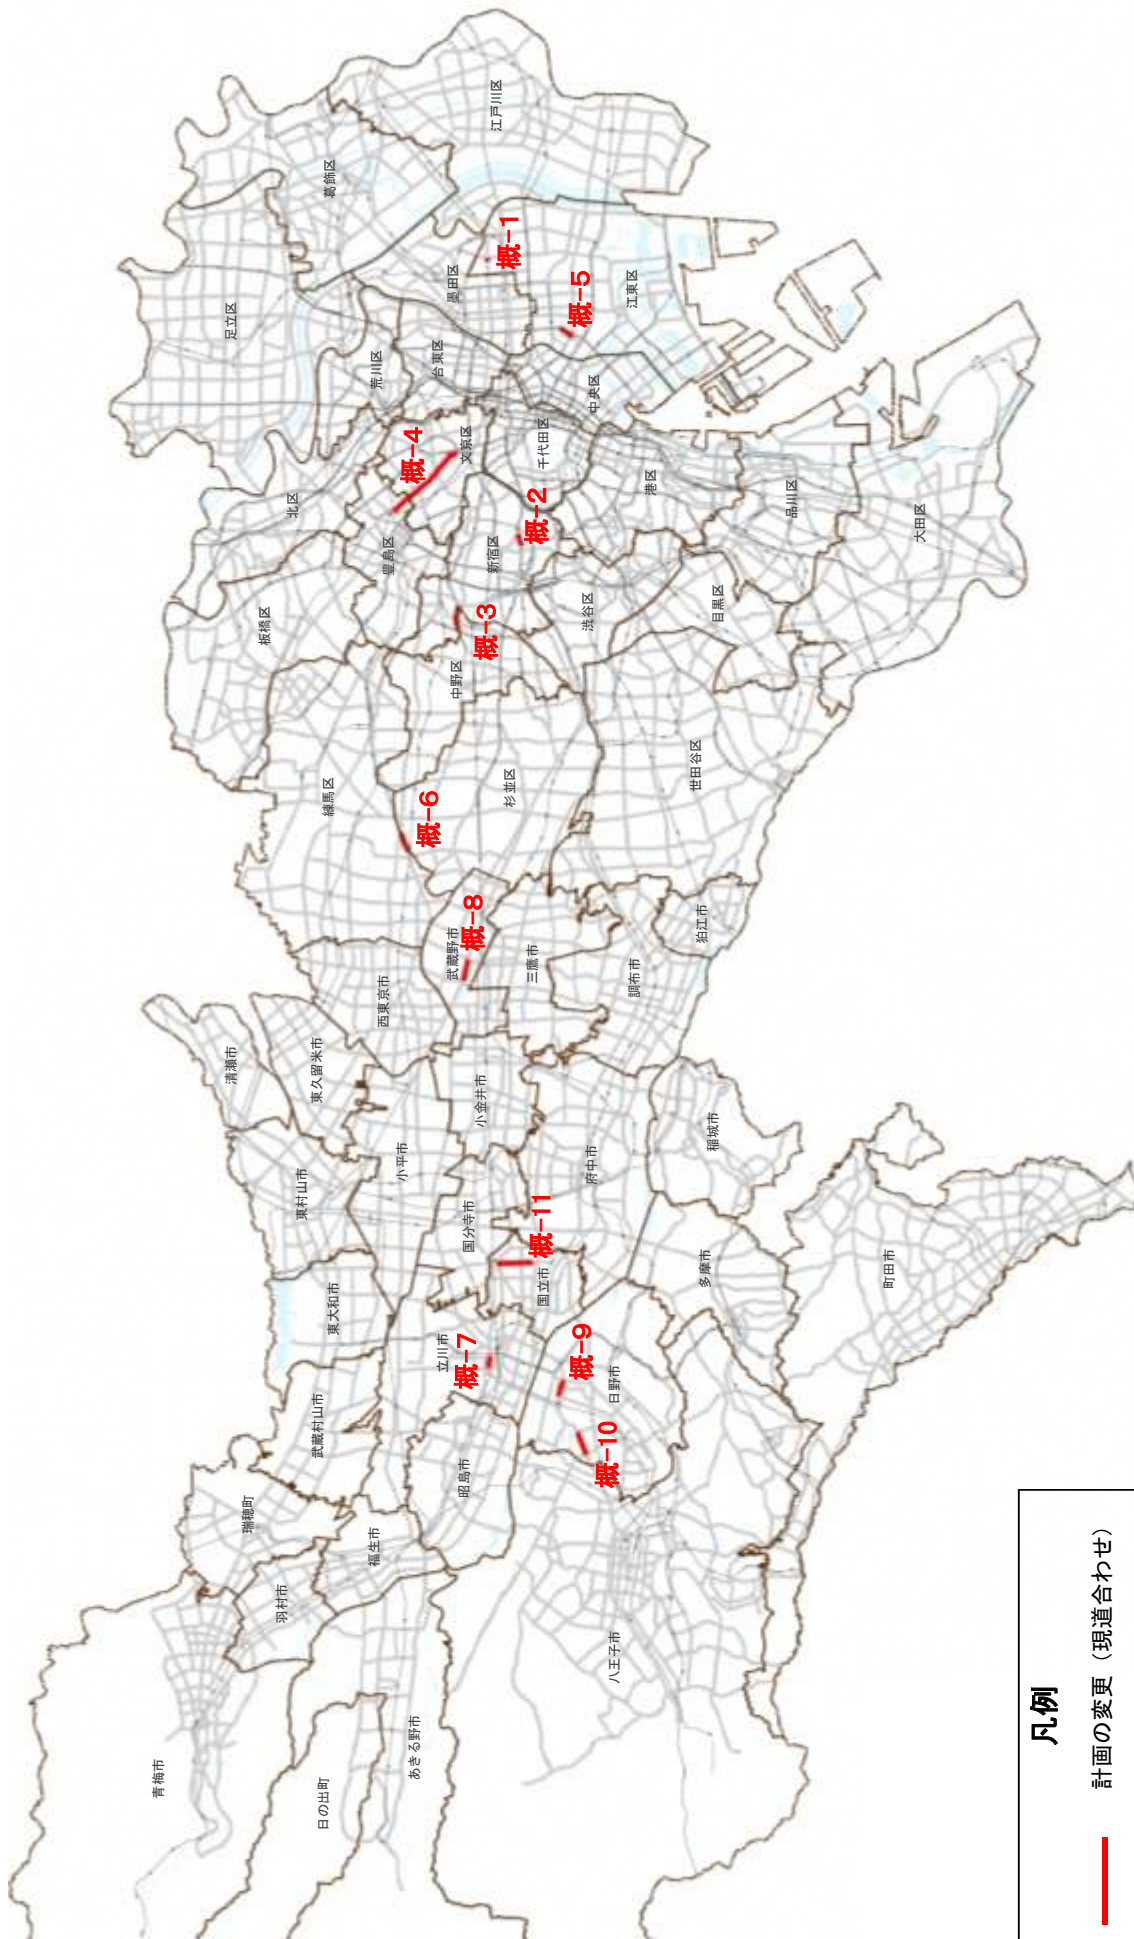 青梅市
日の出町
あきる野市
羽村市
瑞穂町
福生市
八王子市
武蔵村山市
昭島市
東大和市
立川市
日野市
東村山市
国分寺市
国立市
多摩市
町田市
清瀬市
東久留米市
小平市
小金井市
府中市
稲城市
西東京市
武蔵野市
三鷹市
調布市
狛江市
練馬区
杉並区
世田谷区
板橋区
中野区
渋谷区
目黒区
北区
豊島区
新宿区
文京区
千代田区
港区
品川区
大田区
足立区
荒川区
台東区
中央区
葛飾区
墨田区
江東区
江戸川区
概-1
概-2
概-3
概-4
概-5
概-6
概-7
概-8
概-9
概-10
概-11
凡例
計画の変更（現道合わせ）